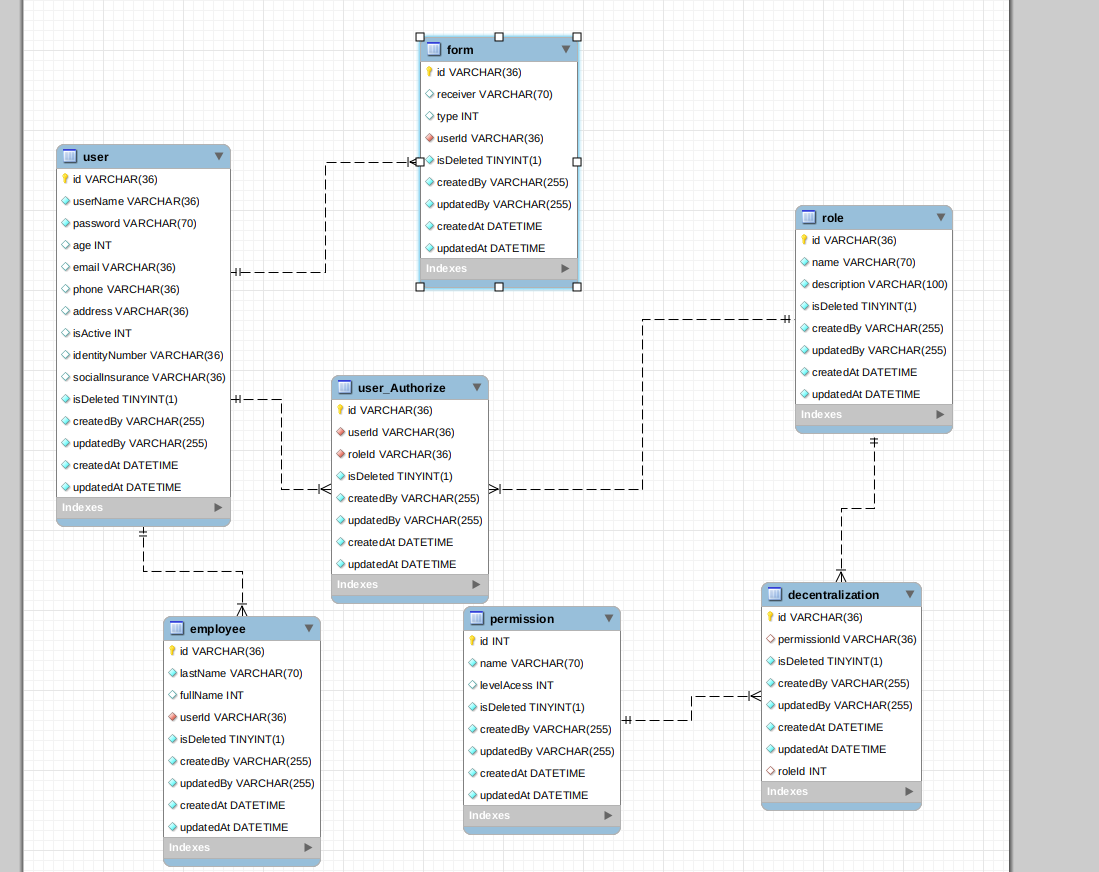 form
id VARCHAR(36)
receiver VARCHAR(70)
type INT
userId VARCHAR(36)
isDeleted TINYINT(1)
createdBy VARCHAR(255)
updatedBy VARCHAR(255)
createdAt DATETIME
updatedAt DATETIME
Indexes
user
id VARCHAR(36)
userName VARCHAR(36)
password VARCHAR(70)
age INT
email VARCHAR(36)
phone VARCHAR(36)
address VARCHAR(36)
isActive INT
identityNumber VARCHAR(36)
socialInsurance VARCHAR(36)
isDeleted TINYINT(1)
createdBy VARCHAR(255)
updatedBy VARCHAR(255)
createdAt DATETIME
updatedAt DATETIME
Indexes
role
id VARCHAR(36)
name VARCHAR(70)
description VARCHAR(100)
isDeleted TINYINT(1)
createdBy VARCHAR(255)
updatedBy VARCHAR(255)
createdAt DATETIME
updatedAt DATETIME
Indexes
user_Authorize
id VARCHAR(36)
userId VARCHAR(36)
roleId VARCHAR(36)
isDeleted TINYINT(1)
createdBy VARCHAR(255)
updatedBy VARCHAR(255)
createdAt DATETIME
updatedAt DATETIME
Indexes
employee
id VARCHAR(36)
lastName VARCHAR(70)
fullName INT
userId VARCHAR(36)
isDeleted TINYINT(1)
createdBy VARCHAR(255)
updatedBy VARCHAR(255)
createdAt DATETIME
updatedAt DATETIME
Indexes
permission
id INT
name VARCHAR(70)
levelAcess INT
isDeleted TINYINT(1)
createdBy VARCHAR(255)
updatedBy VARCHAR(255)
createdAt DATETIME
updatedAt DATETIME
Indexes
decentralization
id VARCHAR(36)
permissionId VARCHAR(36)
isDeleted TINYINT(1)
createdBy VARCHAR(255)
updatedBy VARCHAR(255)
createdAt DATETIME
updatedAt DATETIME
roleId INT
Indexes